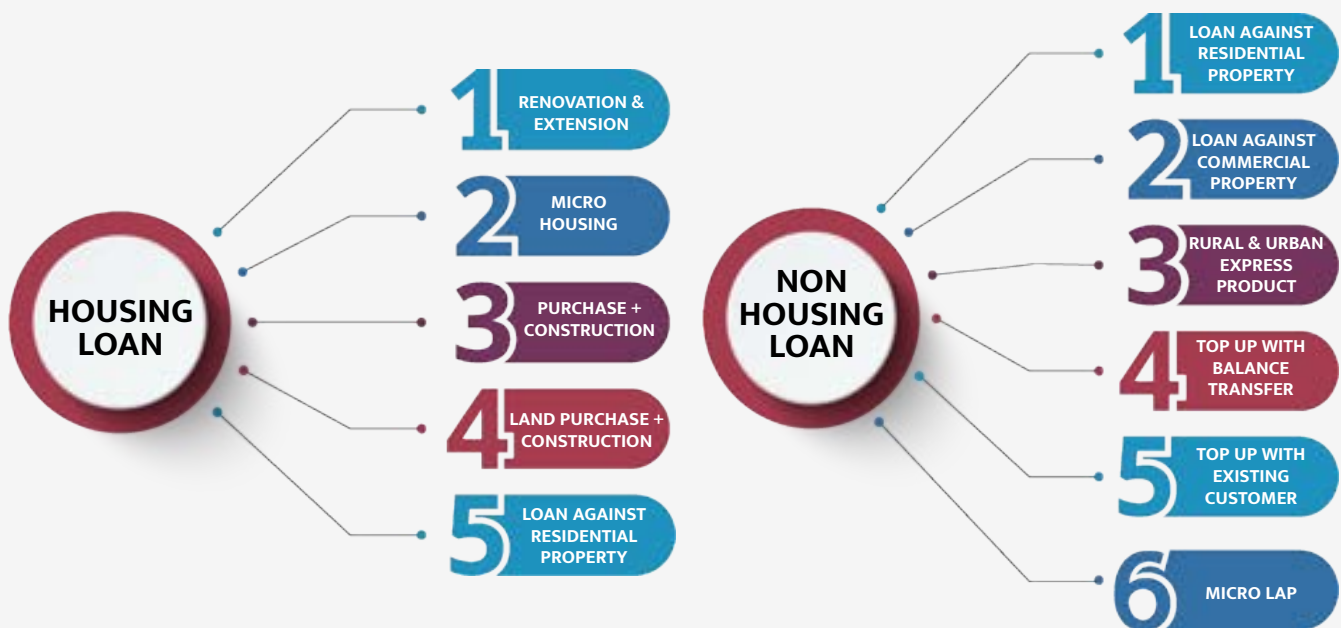 HOUSING
LOAN
1
RENOVATION &
EXTENSION
2
MICRO
HOUSING
3
PURCHASE +
CONSTRUCTION
4
LAND PURCHASE +
CONSTRUCTION
5
LOAN AGAINST
RESIDENTIAL
PROPERTY
NON
HOUSING
LOAN
1
LOAN AGAINST
RESIDENTIAL
PROPERTY
2
LOAN AGAINST
COMMERCIAL
PROPERTY
3
RURAL & URBAN
EXPRESS
PRODUCT
4
TOP UP WITH
BALANCE
TRANSFER
5
TOP UP WITH
EXISTING
CUSTOMER
6
MICRO LAP